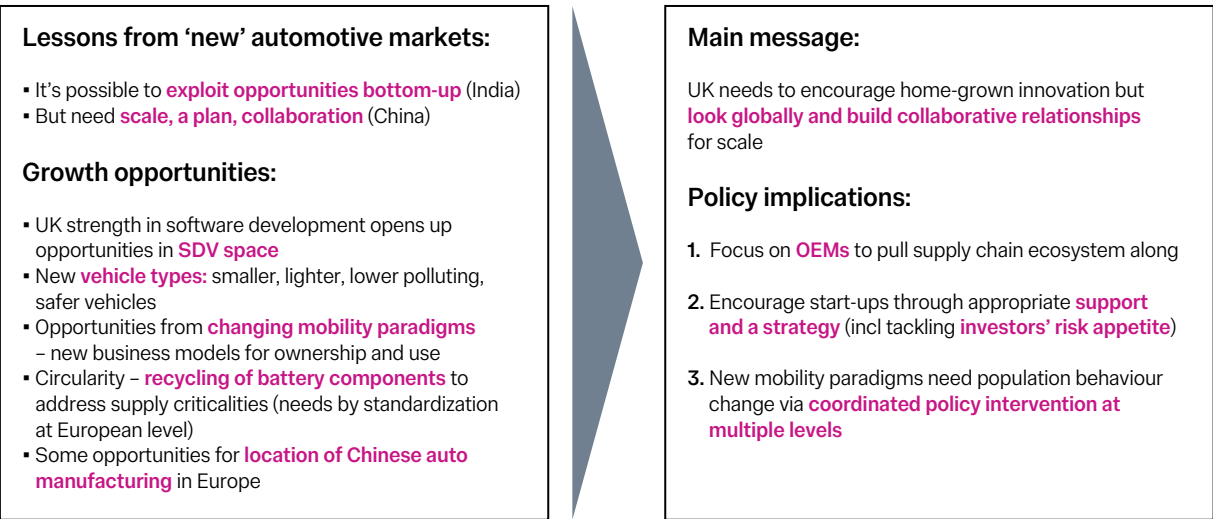 Lessons from ‘new’ automotive markets:
▪ It’s possible to exploit opportunities bottom-up (India)
▪ But need scale, a plan, collaboration (China)
Growth opportunities:
▪ UK strength in software development opens up
opportunities in SDV space
▪ New vehicle types: smaller, lighter, lower polluting,
safer vehicles
▪ Opportunities from changing mobility paradigms
– new business models for ownership and use
▪ Circularity – recycling of battery components to
address supply criticalities (needs by standardization
at European level)
▪ Some opportunities for location of Chinese auto
manufacturing in Europe
Main message:
UK needs to encourage home-grown innovation but
look globally and build collaborative relationships
for scale
Policy implications:
1. Focus on OEMs to pull supply chain ecosystem along
2. Encourage start-ups through appropriate support
and a strategy (incl tackling investors’ risk appetite)
3. New mobility paradigms need population behaviour
change via coordinated policy intervention at
multiple levels